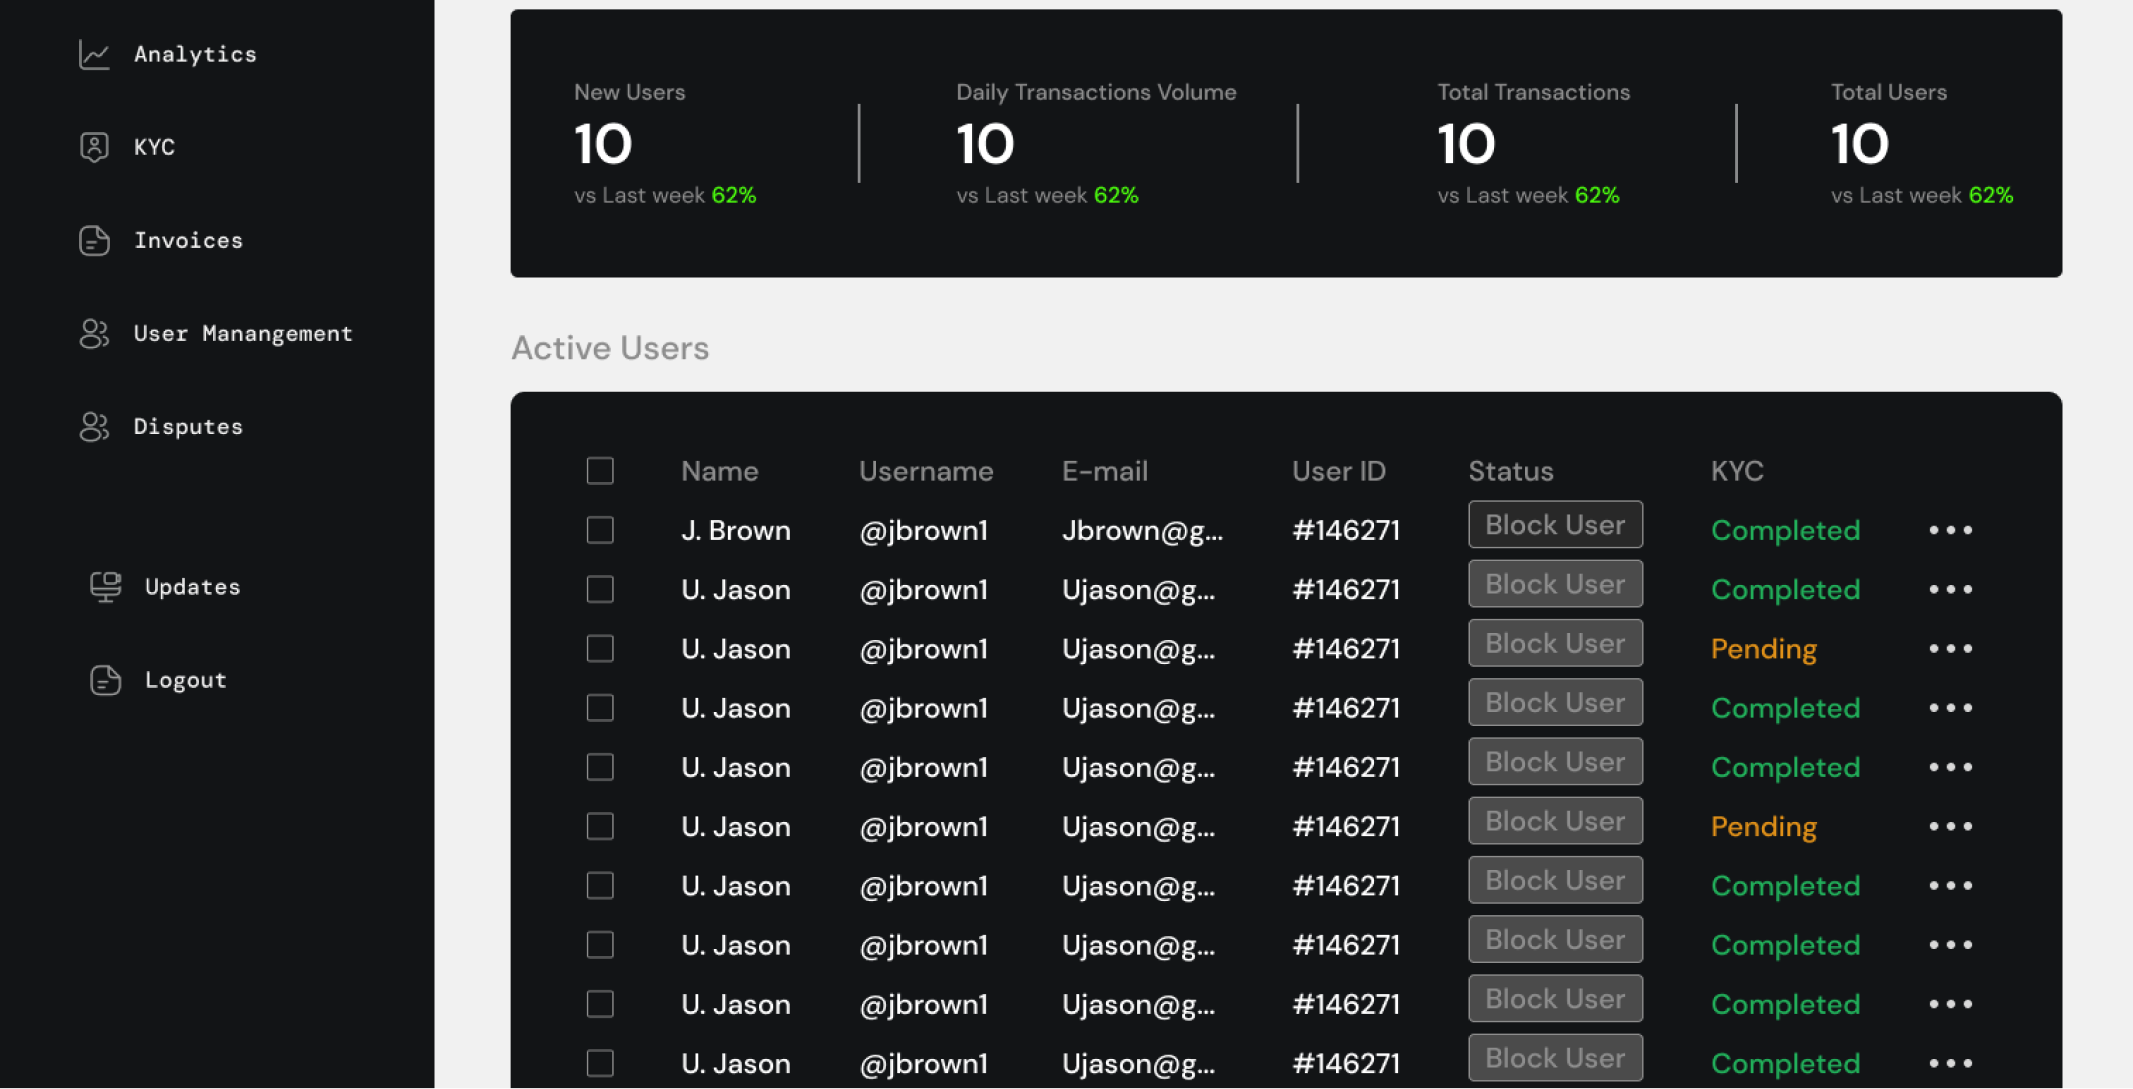 Analytics
KYC
Invoices
User Manangement
Disputes
Updates
Logout
New Users
10
vs Last week 62%
Daily Transactions Volume
10
vs Last week 62%
Total Transactions
10
vs Last week 62%
Total Users
10
vs Last week 62%
Active Users
Name Username E-mail User ID Status KYC
J. Brown @jbrown1 Jbrown@g... #146271 Block User Completed
U. Jason @jbrown1 Ujason@g... #146271 Block User Completed
U. Jason @jbrown1 Ujason@g... #146271 Block User Pending
U. Jason @jbrown1 Ujason@g... #146271 Block User Completed
U. Jason @jbrown1 Ujason@g... #146271 Block User Completed
U. Jason @jbrown1 Ujason@g... #146271 Block User Pending
U. Jason @jbrown1 Ujason@g... #146271 Block User Completed
U. Jason @jbrown1 Ujason@g... #146271 Block User Completed
U. Jason @jbrown1 Ujason@g... #146271 Block User Completed
U. Jason @jbrown1 Ujason@g... #146271 Block User Completed